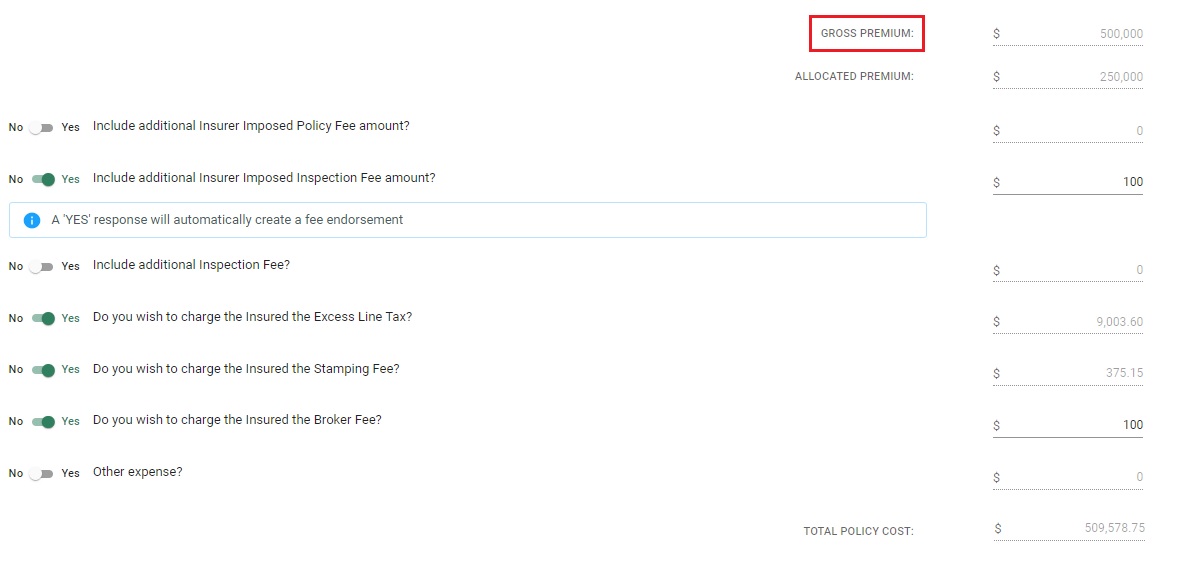 GROSS PREMIUM: $ 500,000
ALLOCATED PREMIUM: $ 250,000
No Yes Include additional Insurer Imposed Policy Fee amount? $ 0
No Yes Include additional Insurer Imposed Inspection Fee amount? $ 100
A 'YES' response will automatically create a fee endorsement
No Yes Include additional Inspection Fee? $ 0
No Yes Do you wish to charge the Insured the Excess Line Tax? $ 9,003.60
No Yes Do you wish to charge the Insured the Stamping Fee? $ 375.15
No Yes Do you wish to charge the Insured the Broker Fee? $ 100
No Yes Other expense? $ 0
TOTAL POLICY COST: $ 509,578.75